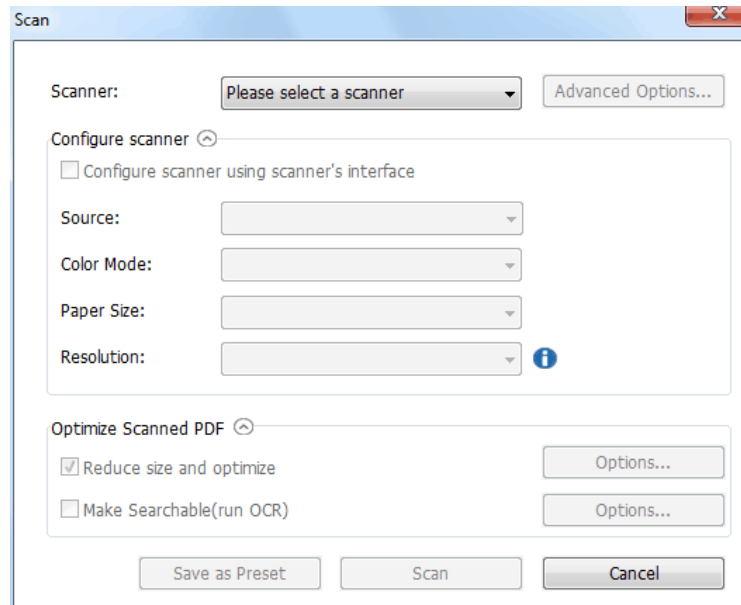 Scan
Scanner: Please select a scanner Advanced Options...
Configure scanner
Configure scanner using scanner's interface
Source:
Color Mode:
Paper Size:
Resolution:
Optimize Scanned PDF
Reduce size and optimize Options...
Make Searchable(run OCR) Options...
Save as Preset Scan Cancel